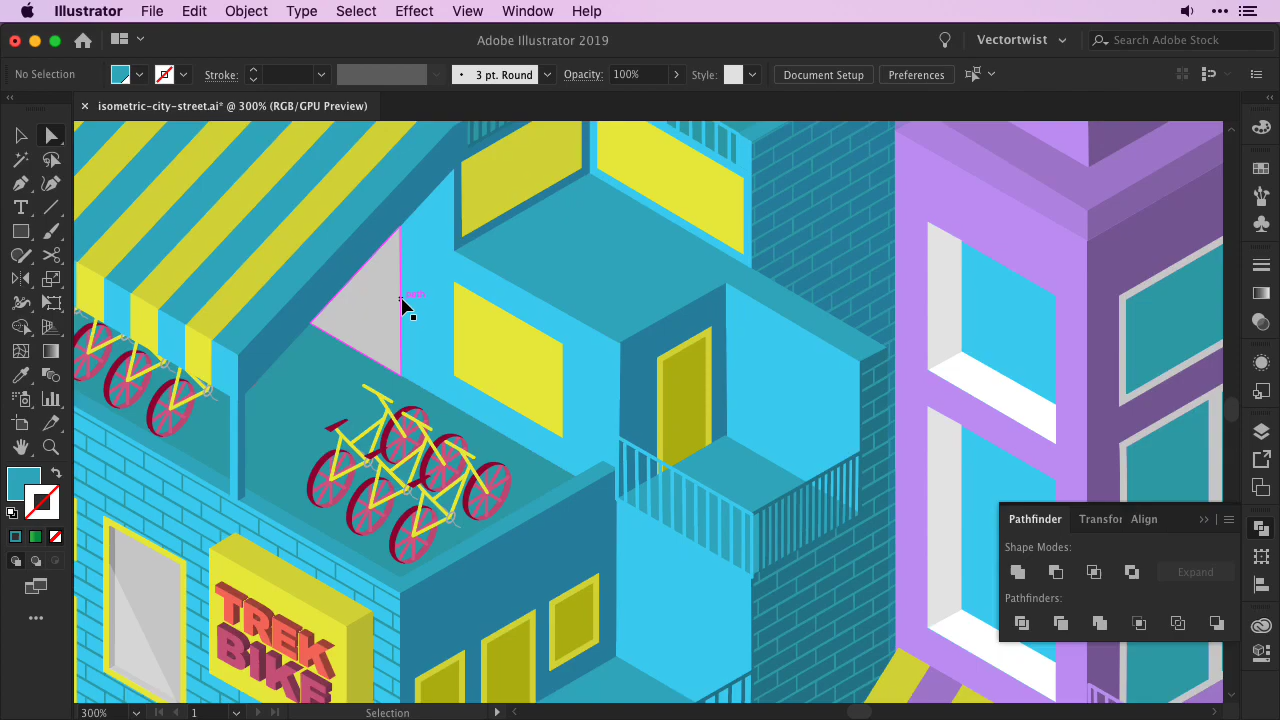 Illustrator File Edit Object Type Select Effect View Window Help
Adobe Illustrator 2019
Vectortwist
Search Adobe Stock
No Selection
Stroke:
3 pt. Round
Opacity: 100%
Style:
Document Setup
Preferences
× isometric-city-street.ai* @ 300% (RGB/GPU Preview)
path
TREK
BIKE
Pathfinder Transfor Align
Shape Modes:
Expand
Pathfinders:
300%
1
Selection